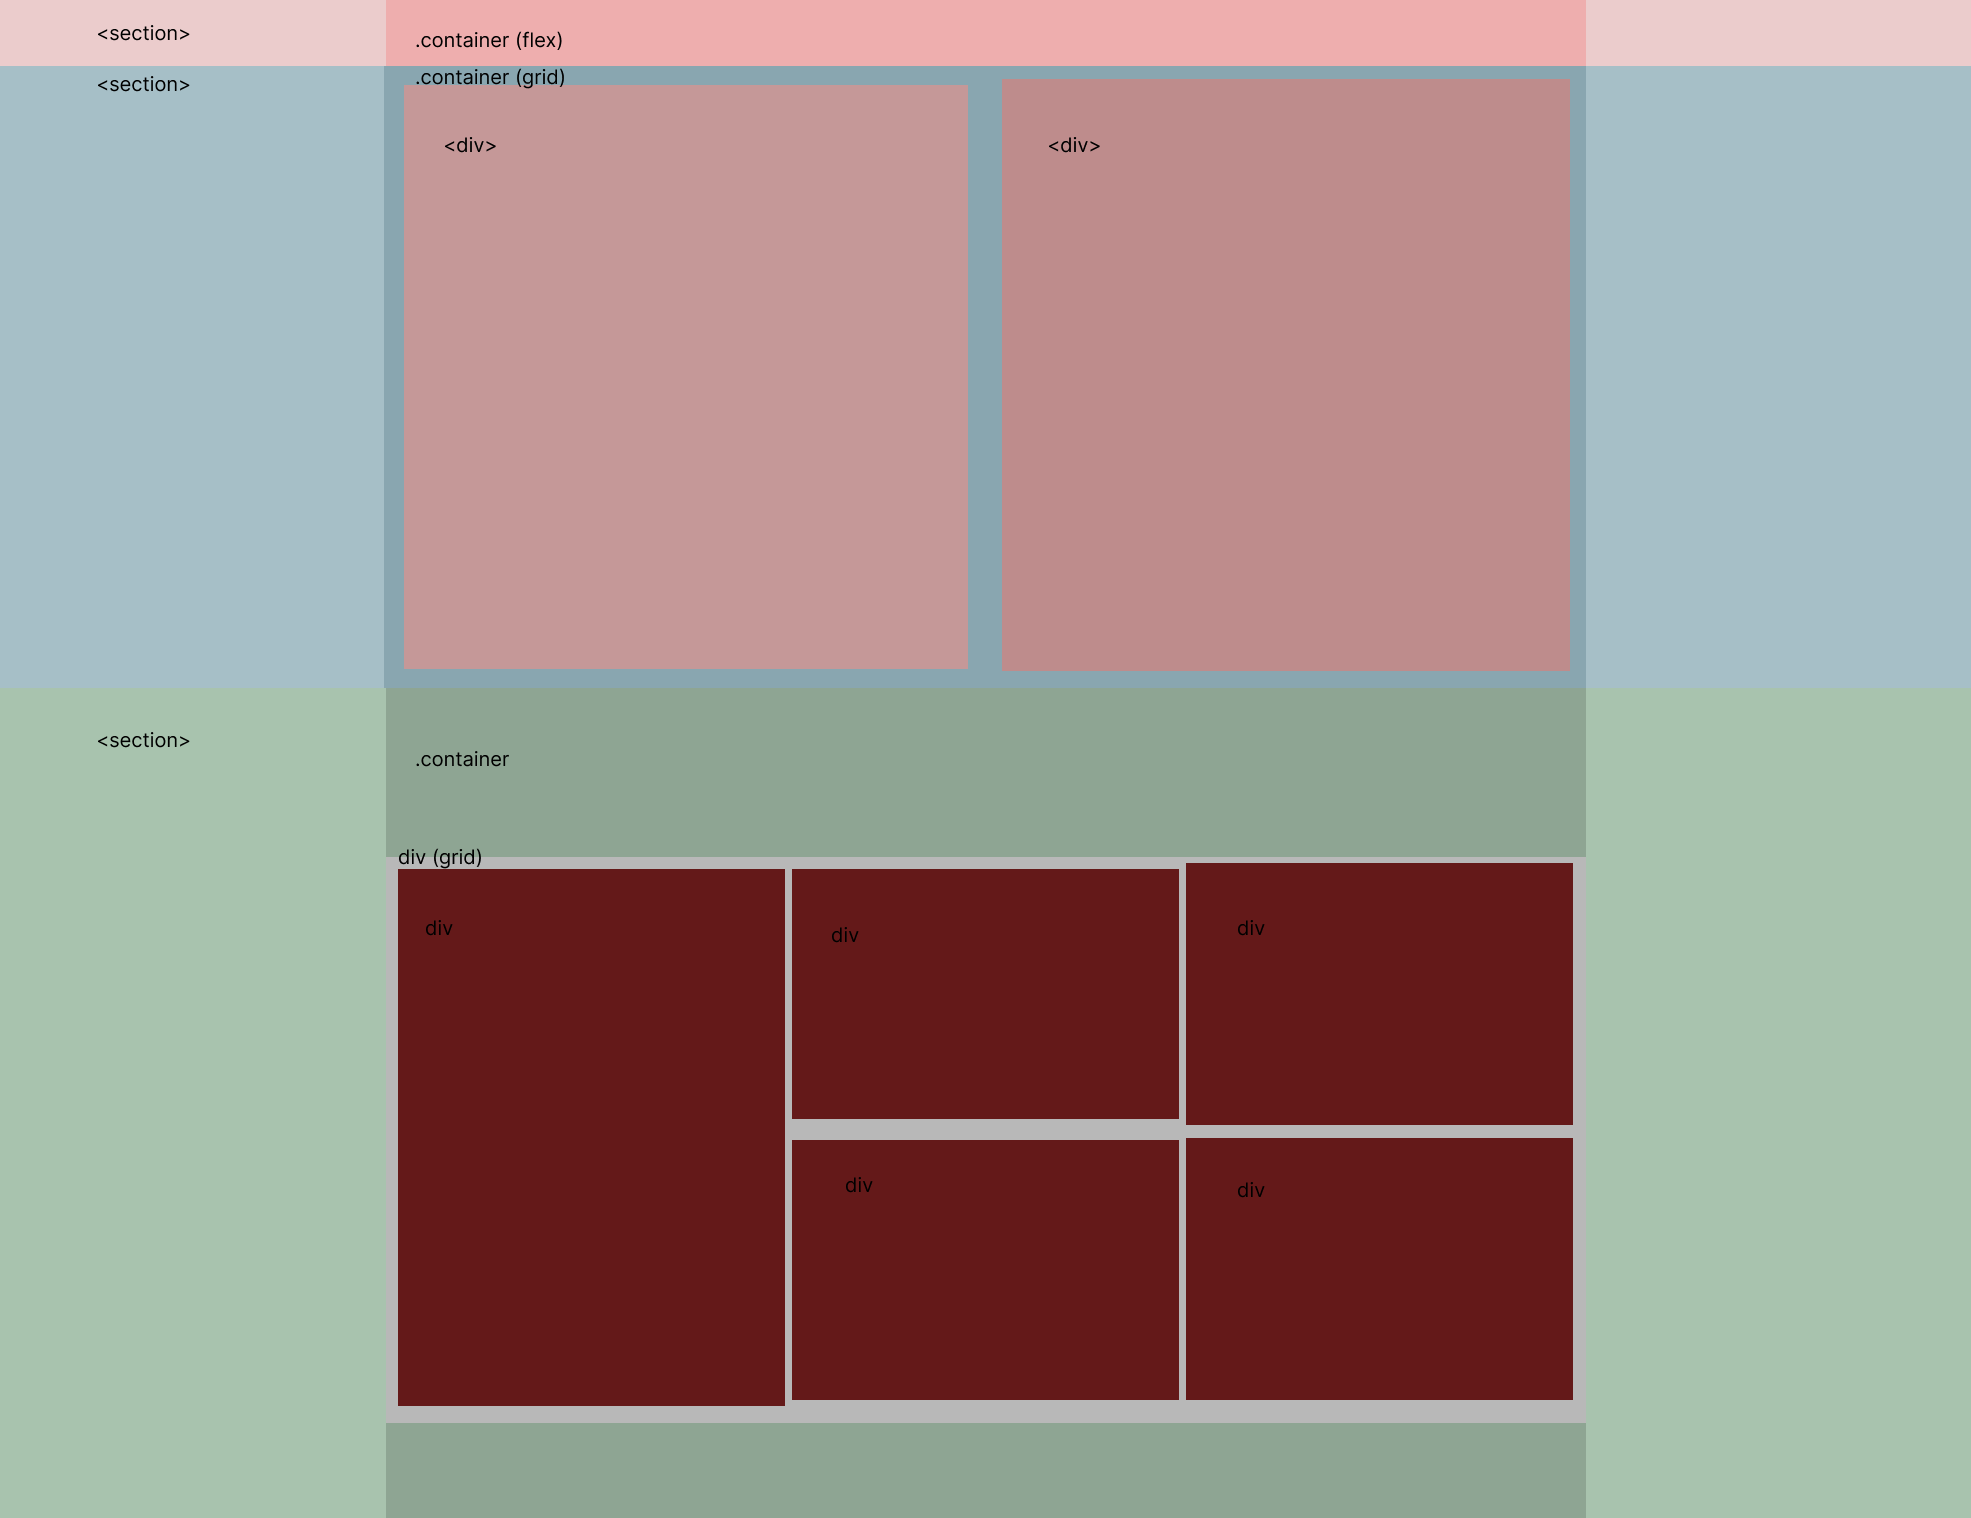 <section>
.container (flex)
<section>
.container (grid)
<div>
<div>
<section>
.container
div (grid)
div
div
div
div
div